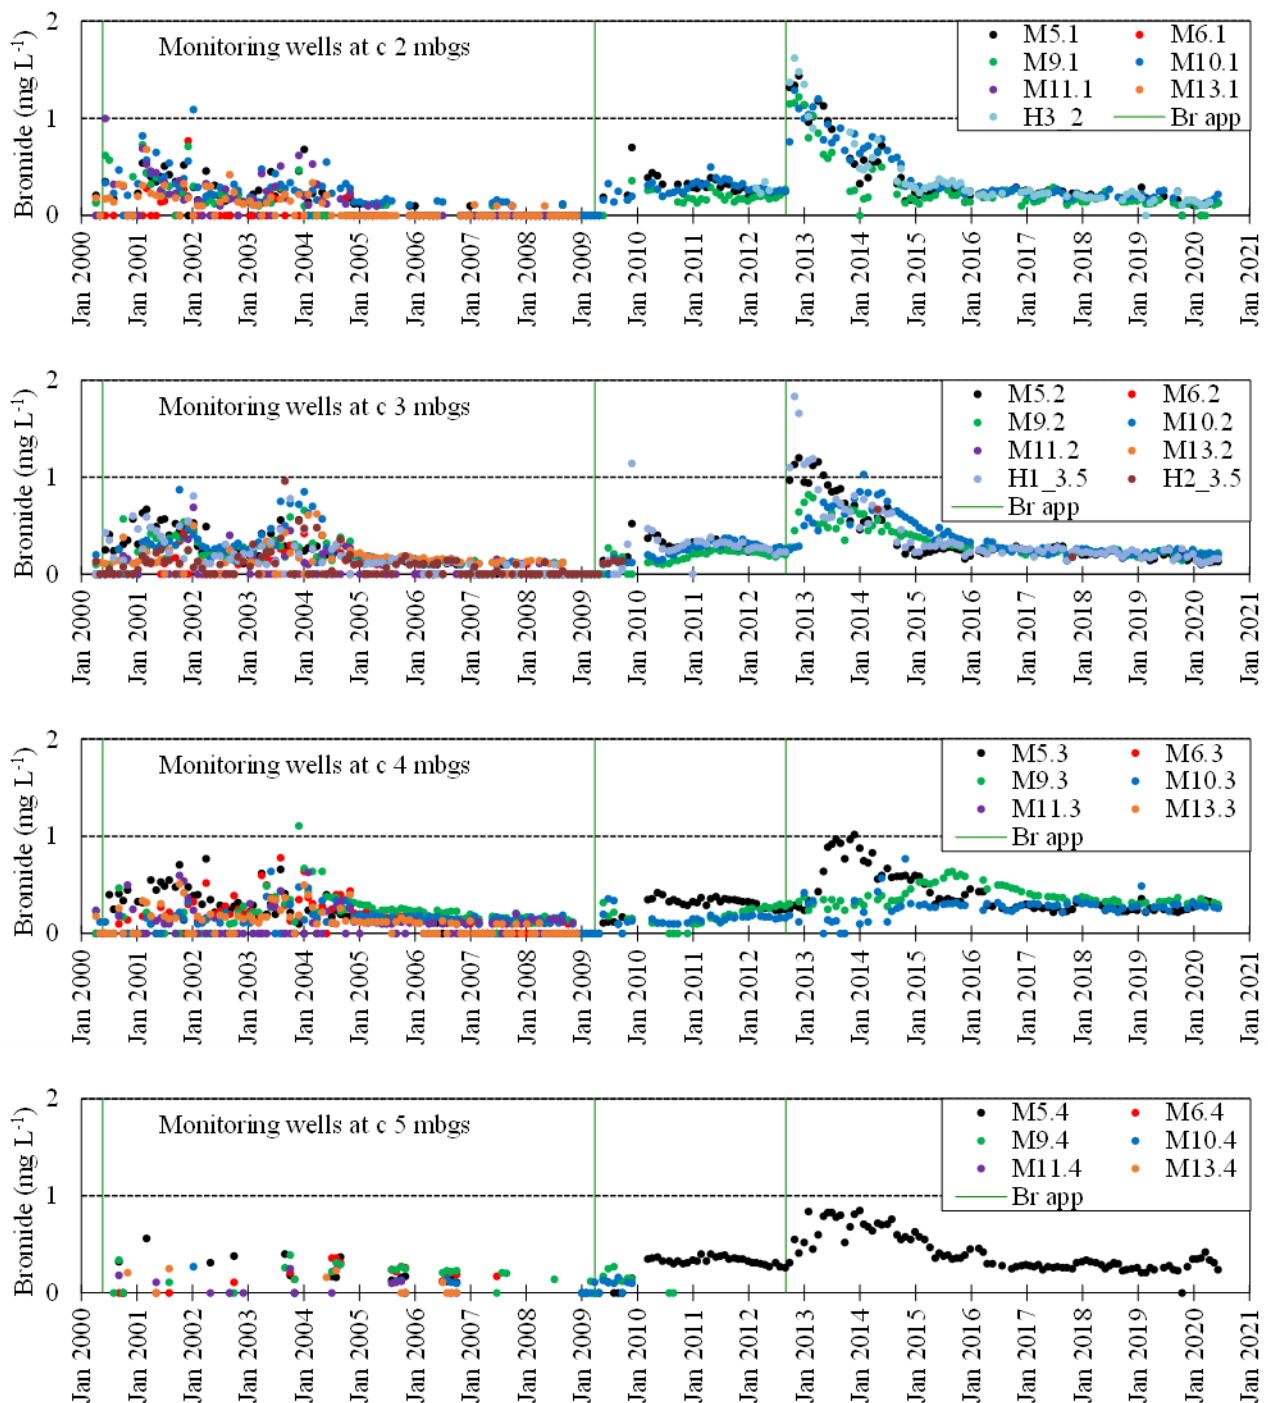 2
Monitoring wells at c 2 mbgs
M5.1 M6.1
M9.1 M10.1
M11.1 M13.1
H3_2 Br app
1
0
Bromide (mg L-1)
Jan 2000 Jan 2001 Jan 2002 Jan 2003 Jan 2004 Jan 2005 Jan 2006 Jan 2007 Jan 2008 Jan 2009 Jan 2010 Jan 2011 Jan 2012 Jan 2013 Jan 2014 Jan 2015 Jan 2016 Jan 2017 Jan 2018 Jan 2019 Jan 2020 Jan 2021
2
Monitoring wells at c 3 mbgs
M5.2 M6.2
M9.2 M10.2
M11.2 M13.2
H1_3.5 H2_3.5
Br app
1
0
Bromide (mg L-1)
Jan 2000 Jan 2001 Jan 2002 Jan 2003 Jan 2004 Jan 2005 Jan 2006 Jan 2007 Jan 2008 Jan 2009 Jan 2010 Jan 2011 Jan 2012 Jan 2013 Jan 2014 Jan 2015 Jan 2016 Jan 2017 Jan 2018 Jan 2019 Jan 2020 Jan 2021
2
Monitoring wells at c 4 mbgs
M5.3 M6.3
M9.3 M10.3
M11.3 M13.3
Br app
1
0
Bromide (mg L-1)
Jan 2000 Jan 2001 Jan 2002 Jan 2003 Jan 2004 Jan 2005 Jan 2006 Jan 2007 Jan 2008 Jan 2009 Jan 2010 Jan 2011 Jan 2012 Jan 2013 Jan 2014 Jan 2015 Jan 2016 Jan 2017 Jan 2018 Jan 2019 Jan 2020 Jan 2021
2
Monitoring wells at c 5 mbgs
M5.4 M6.4
M9.4 M10.4
M11.4 M13.4
Br app
1
0
Bromide (mg L-1)
Jan 2000 Jan 2001 Jan 2002 Jan 2003 Jan 2004 Jan 2005 Jan 2006 Jan 2007 Jan 2008 Jan 2009 Jan 2010 Jan 2011 Jan 2012 Jan 2013 Jan 2014 Jan 2015 Jan 2016 Jan 2017 Jan 2018 Jan 2019 Jan 2020 Jan 2021